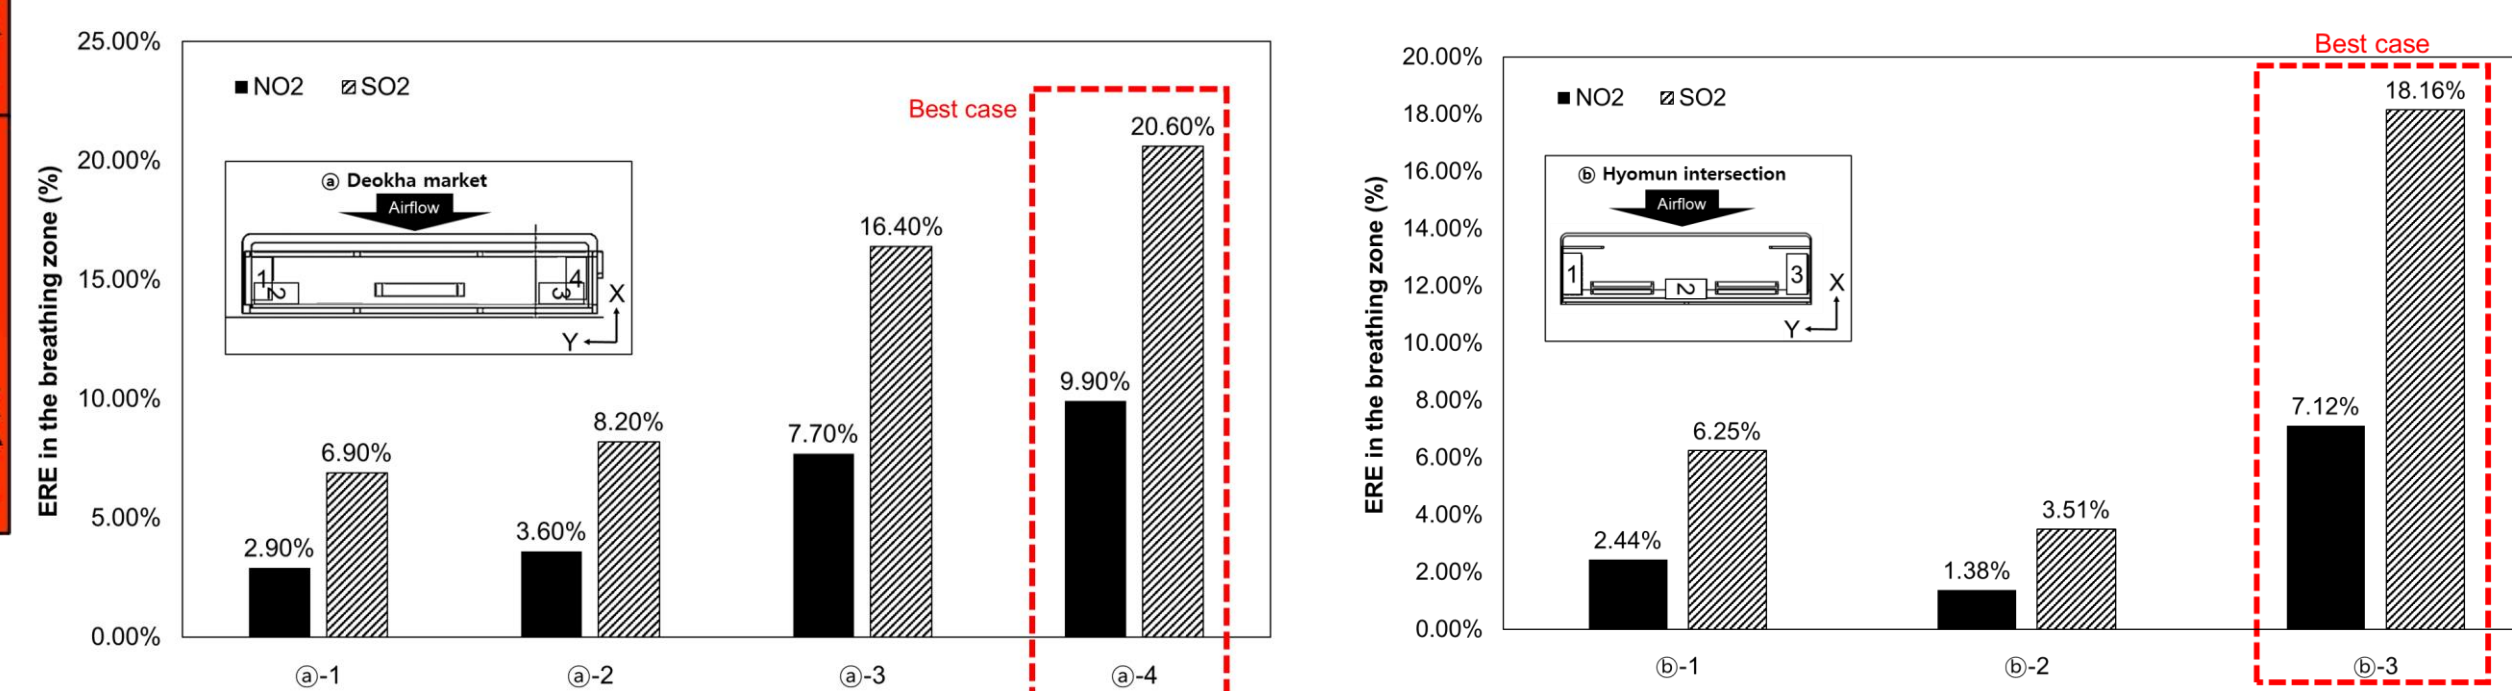 25.00%
20.00%
15.00%
10.00%
5.00%
0.00%
ERE in the breathing zone (%)
NO2 SO2
ⓐ Deokha market
Airflow
1
2
3
4
X
Y
Best case
2.90%
6.90%
3.60%
8.20%
7.70%
16.40%
9.90%
20.60%
ⓐ-1 ⓐ-2 ⓐ-3 ⓐ-4
20.00%
18.00%
16.00%
14.00%
12.00%
10.00%
8.00%
6.00%
4.00%
2.00%
0.00%
ERE in the breathing zone (%)
NO2 SO2
ⓑ Hyomun intersection
Airflow
1
2
3
X
Y
Best case
2.44%
6.25%
1.38%
3.51%
7.12%
18.16%
ⓑ-1 ⓑ-2 ⓑ-3